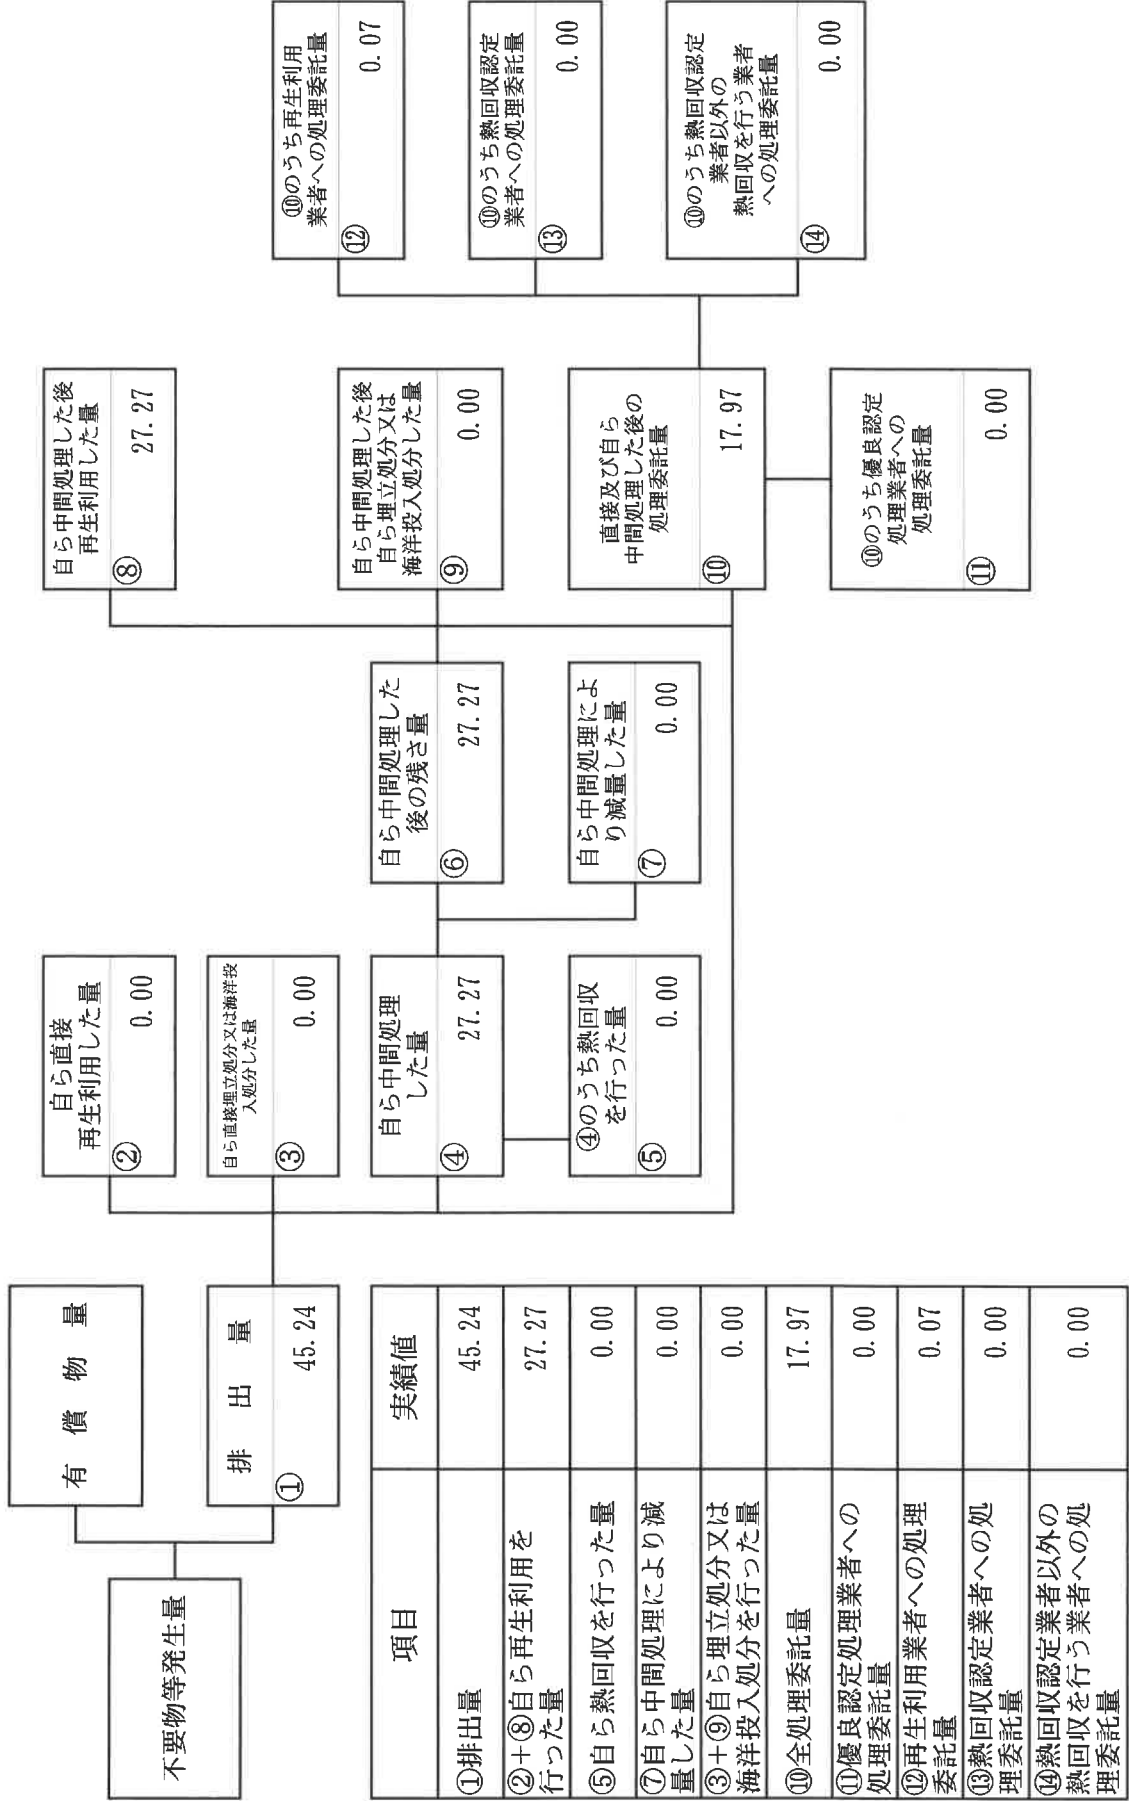 不要物等発生量
有償物量
排出量
①
45.24
自ら直接
再生利用した量
②
0.00
自ら直接埋立処分又は海洋投
入処分した量
③
0.00
自ら中間処理
した量
④
27.27
④のうち熱回収
を行った量
⑤
0.00
自ら中間処理した
後の残さ量
⑥
27.27
自ら中間処理によ
り減量した量
⑦
0.00
自ら中間処理した後
再生利用した量
⑧
27.27
自ら中間処理した後
自ら埋立処分又は
海洋投入処分した量
⑨
0.00
直接及び自ら
中間処理した後の
処理委託量
⑩
17.97
⑩のうち優良認定
処理業者への
処理委託量
⑪
0.00
⑩のうち再生利用
業者への処理委託量
⑫
0.07
⑩のうち熱回収認定
業者への処理委託量
⑬
0.00
⑩のうち熱回収認定
業者以外の
熱回収を行う業者
への処理委託量
⑭
0.00
項目 実績値
①排出量 45.24
②+⑧自ら再生利用を
行った量 27.27
⑤自ら熱回収を行った量 0.00
⑦自ら中間処理により減
量した量 0.00
③+⑨自ら埋立処分又は
海洋投入処分を行った量 0.00
⑩全処理委託量 17.97
⑪優良認定処理業者への
処理委託量 0.00
⑫再生利用業者への処理
委託量 0.07
⑬熱回収認定業者への処
理委託量 0.00
⑭熱回収認定業者以外の
熱回収を行う業者への処
理委託量 0.00